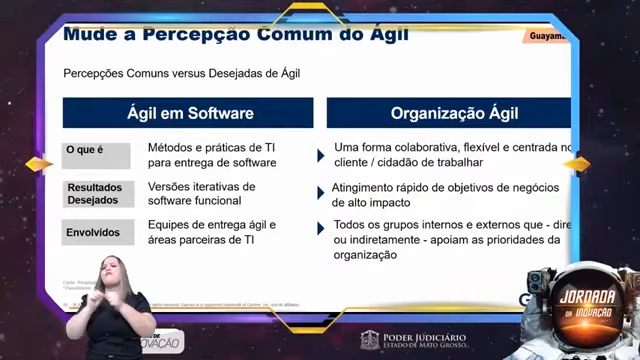 Mude a Percepção Comum do Ágil
Percepções Comuns versus Desejadas de Ágil
Ágil em Software
Organização Ágil
O que é
Métodos e práticas de TI
para entrega de software
Uma forma colaborativa, flexível e centrada no
cliente / cidadão de trabalhar
Resultados
Desejados
Versões iterativas de
software funcional
Atingimento rápido de objetivos de negócios
de alto impacto
Envolvidos
Equipes de entrega ágil e
áreas parceiras de TI
Todos os grupos internos e externos que - dire
ou indiretamente - apoiam as prioridades da
organização
JORNADA
DA INOVAÇÃO
PODER JUDICIÁRIO
ESTADO DE MATO GROSSO